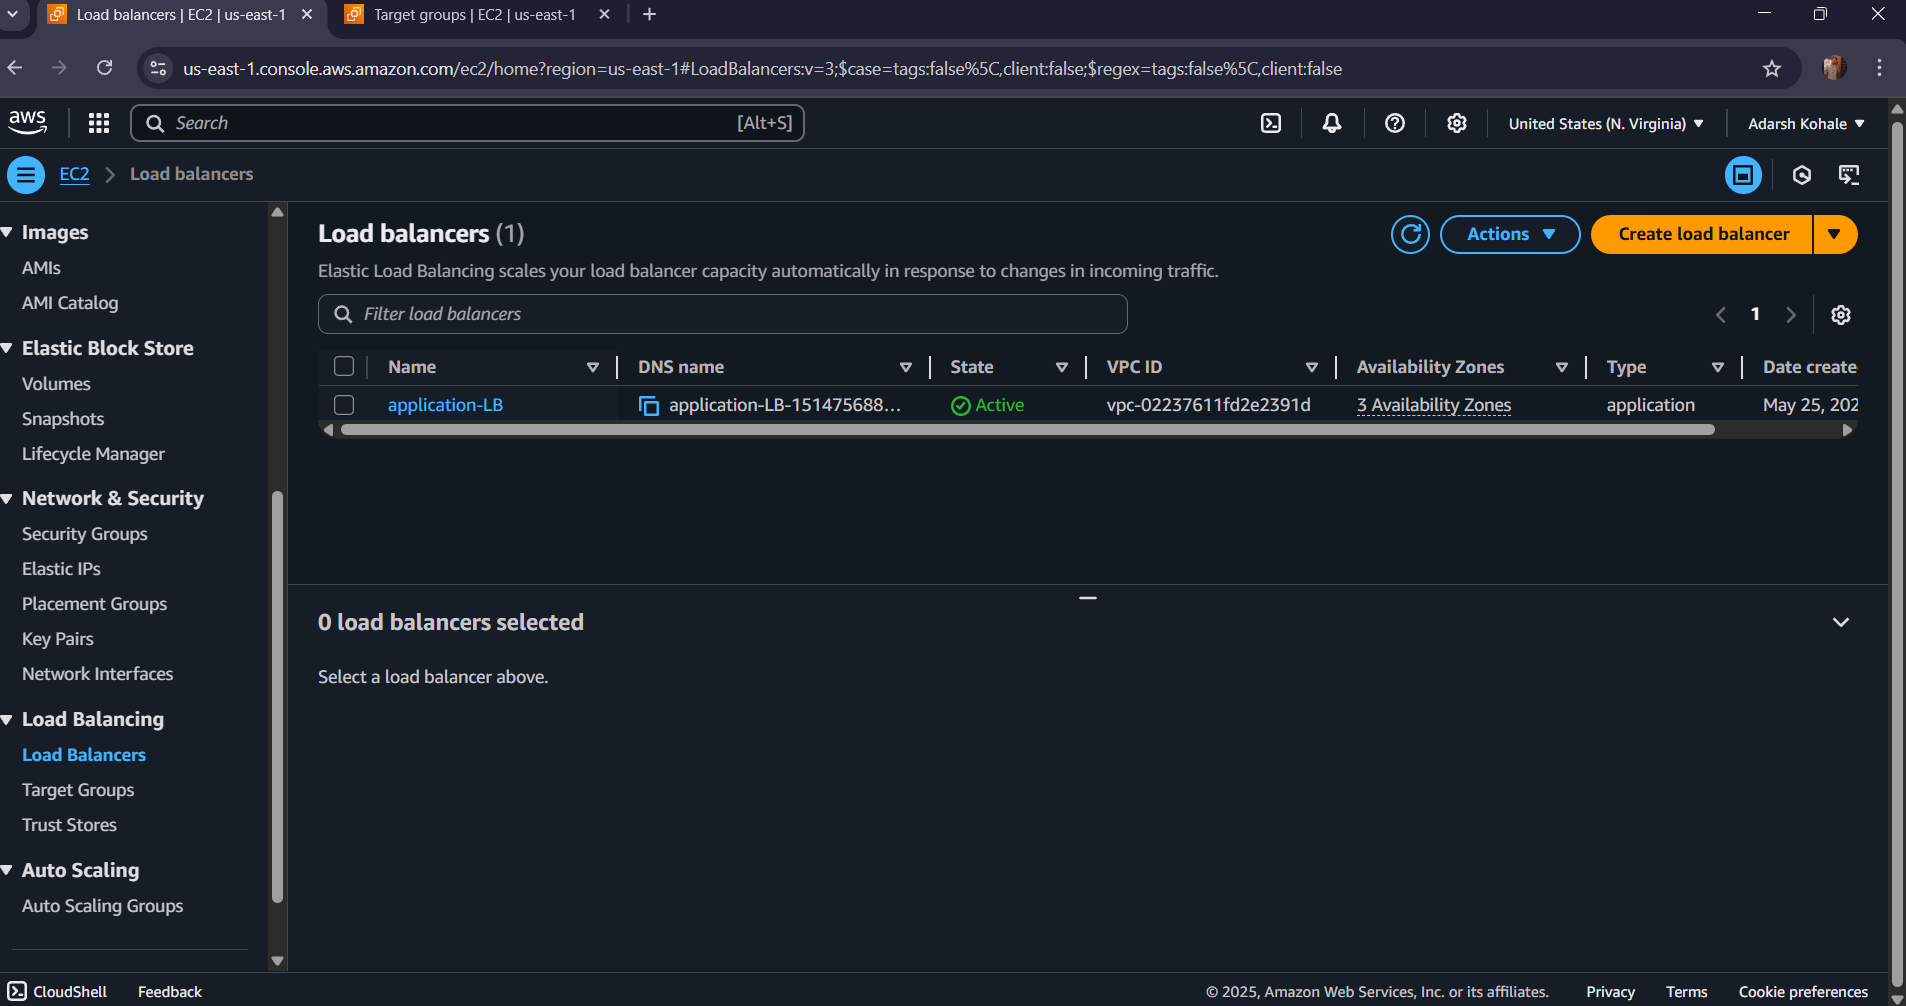 Load balancers | EC2 | us-east-1
Target groups | EC2 | us-east-1
us-east-1.console.aws.amazon.com/ec2/home?region=us-east-1#LoadBalancers:v=3;$case=tags:false%5C,client:false;$regex=tags:false%5C,client:false
aws
Search
[Alt+S]
United States (N. Virginia)
Adarsh Kohale
EC2
Load balancers
Images
AMIs
AMI Catalog
Elastic Block Store
Volumes
Snapshots
Lifecycle Manager
Network & Security
Security Groups
Elastic IPs
Placement Groups
Key Pairs
Network Interfaces
Load Balancing
Load Balancers
Target Groups
Trust Stores
Auto Scaling
Auto Scaling Groups
Load balancers (1)
Actions
Create load balancer
Elastic Load Balancing scales your load balancer capacity automatically in response to changes in incoming traffic.
Filter load balancers
1
Name DNS name State VPC ID Availability Zones Type Date create
application-LB application-LB-151475688... Active vpc-02237611fd2e2391d 3 Availability Zones application May 25, 202
0 load balancers selected
Select a load balancer above.
CloudShell
Feedback
© 2025, Amazon Web Services, Inc. or its affiliates.
Privacy
Terms
Cookie preferences